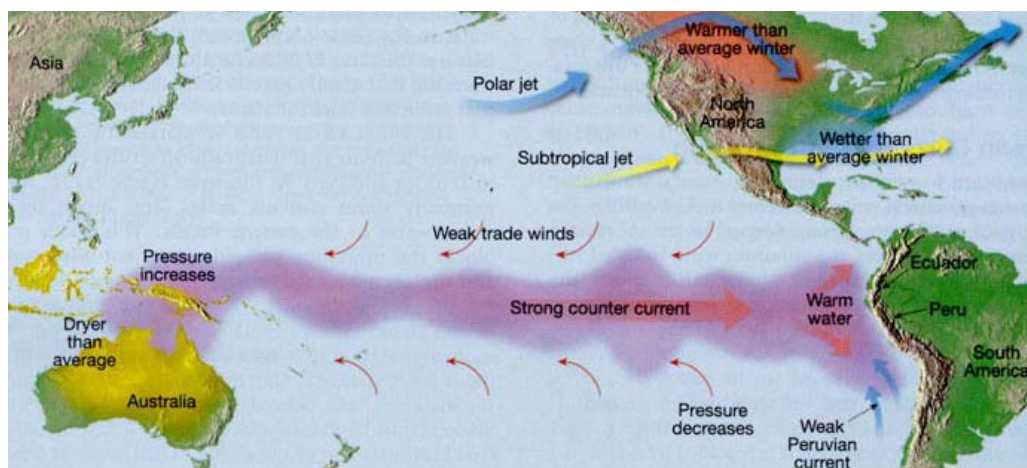 Asia
Polar jet
Warmer than
average winter
North
America
Subtropical jet
Wetter than
average winter
Weak trade winds
Pressure
increases
Ecuador
Strong counter current
Warm
water
Peru
Dryer
than
average
South
America
Australia
Pressure
decreases
Weak
Peruvian
current